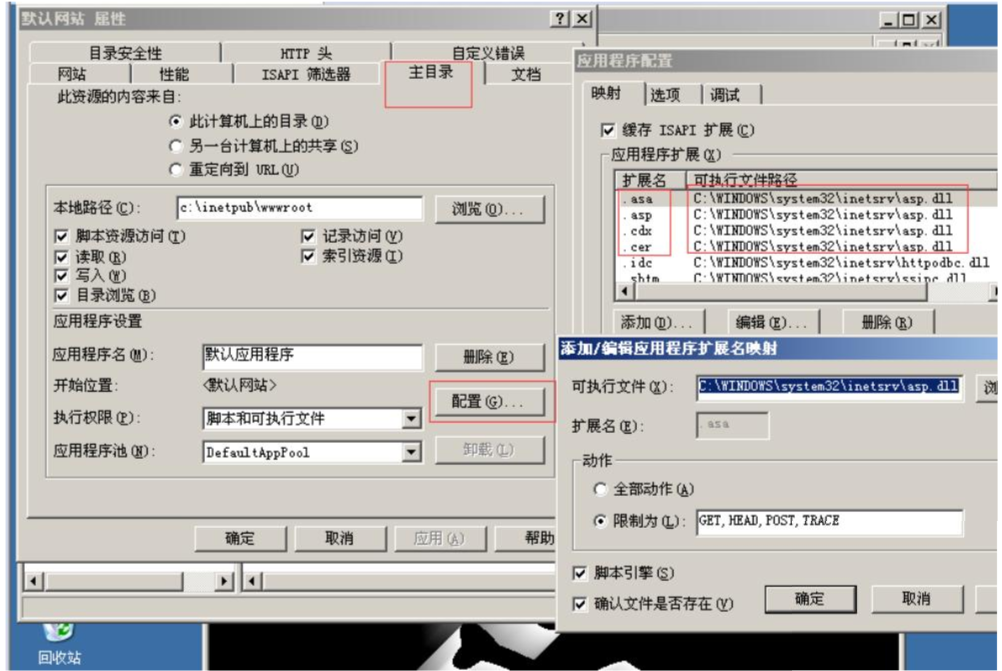 默认网站 属性
目录安全性 HTTP 头 自定义错误
网站 性能 ISAPI 筛选器 主目录 文档
此资源的内容来自:
此计算机上的目录(D)
另一台计算机上的共享(S)
重定向到 URL(U)
本地路径(C): c:\inetpub\wwwroot 浏览(O)...
脚本资源访问(T) 记录访问(V)
读取(R) 索引资源(I)
写入(W)
目录浏览(B)
应用程序设置
应用程序名(M): 默认应用程序 删除(E)
开始位置: <默认网站>
配置(G)...
执行权限(P): 脚本和可执行文件
应用程序池(N): DefaultAppPool 卸载(L)
确定 取消 应用(A) 帮助
回收站
应用程序配置
映射 选项 调试
缓存 ISAPI 扩展(C)
应用程序扩展(X)
扩展名 可执行文件路径
.asa C:\WINDOWS\system32\inetsrv\asp.dll
.asp C:\WINDOWS\system32\inetsrv\asp.dll
.cdx C:\WINDOWS\system32\inetsrv\asp.dll
.cer C:\WINDOWS\system32\inetsrv\asp.dll
.idc C:\WINDOWS\system32\inetsrv\httpodbc.dll
.shtm C:\WINDOWS\system32\inetsrv\ssinc.dll
添加(D)... 编辑(E)... 删除(R)
添加/编辑应用程序扩展名映射
可执行文件(X): C:\WINDOWS\system32\inetsrv\asp.dll 浏
扩展名(E): .asa
动作
全部动作(A)
限制为(L): GET,HEAD,POST,TRACE
脚本引擎(S)
确认文件是否存在(V) 确定 取消